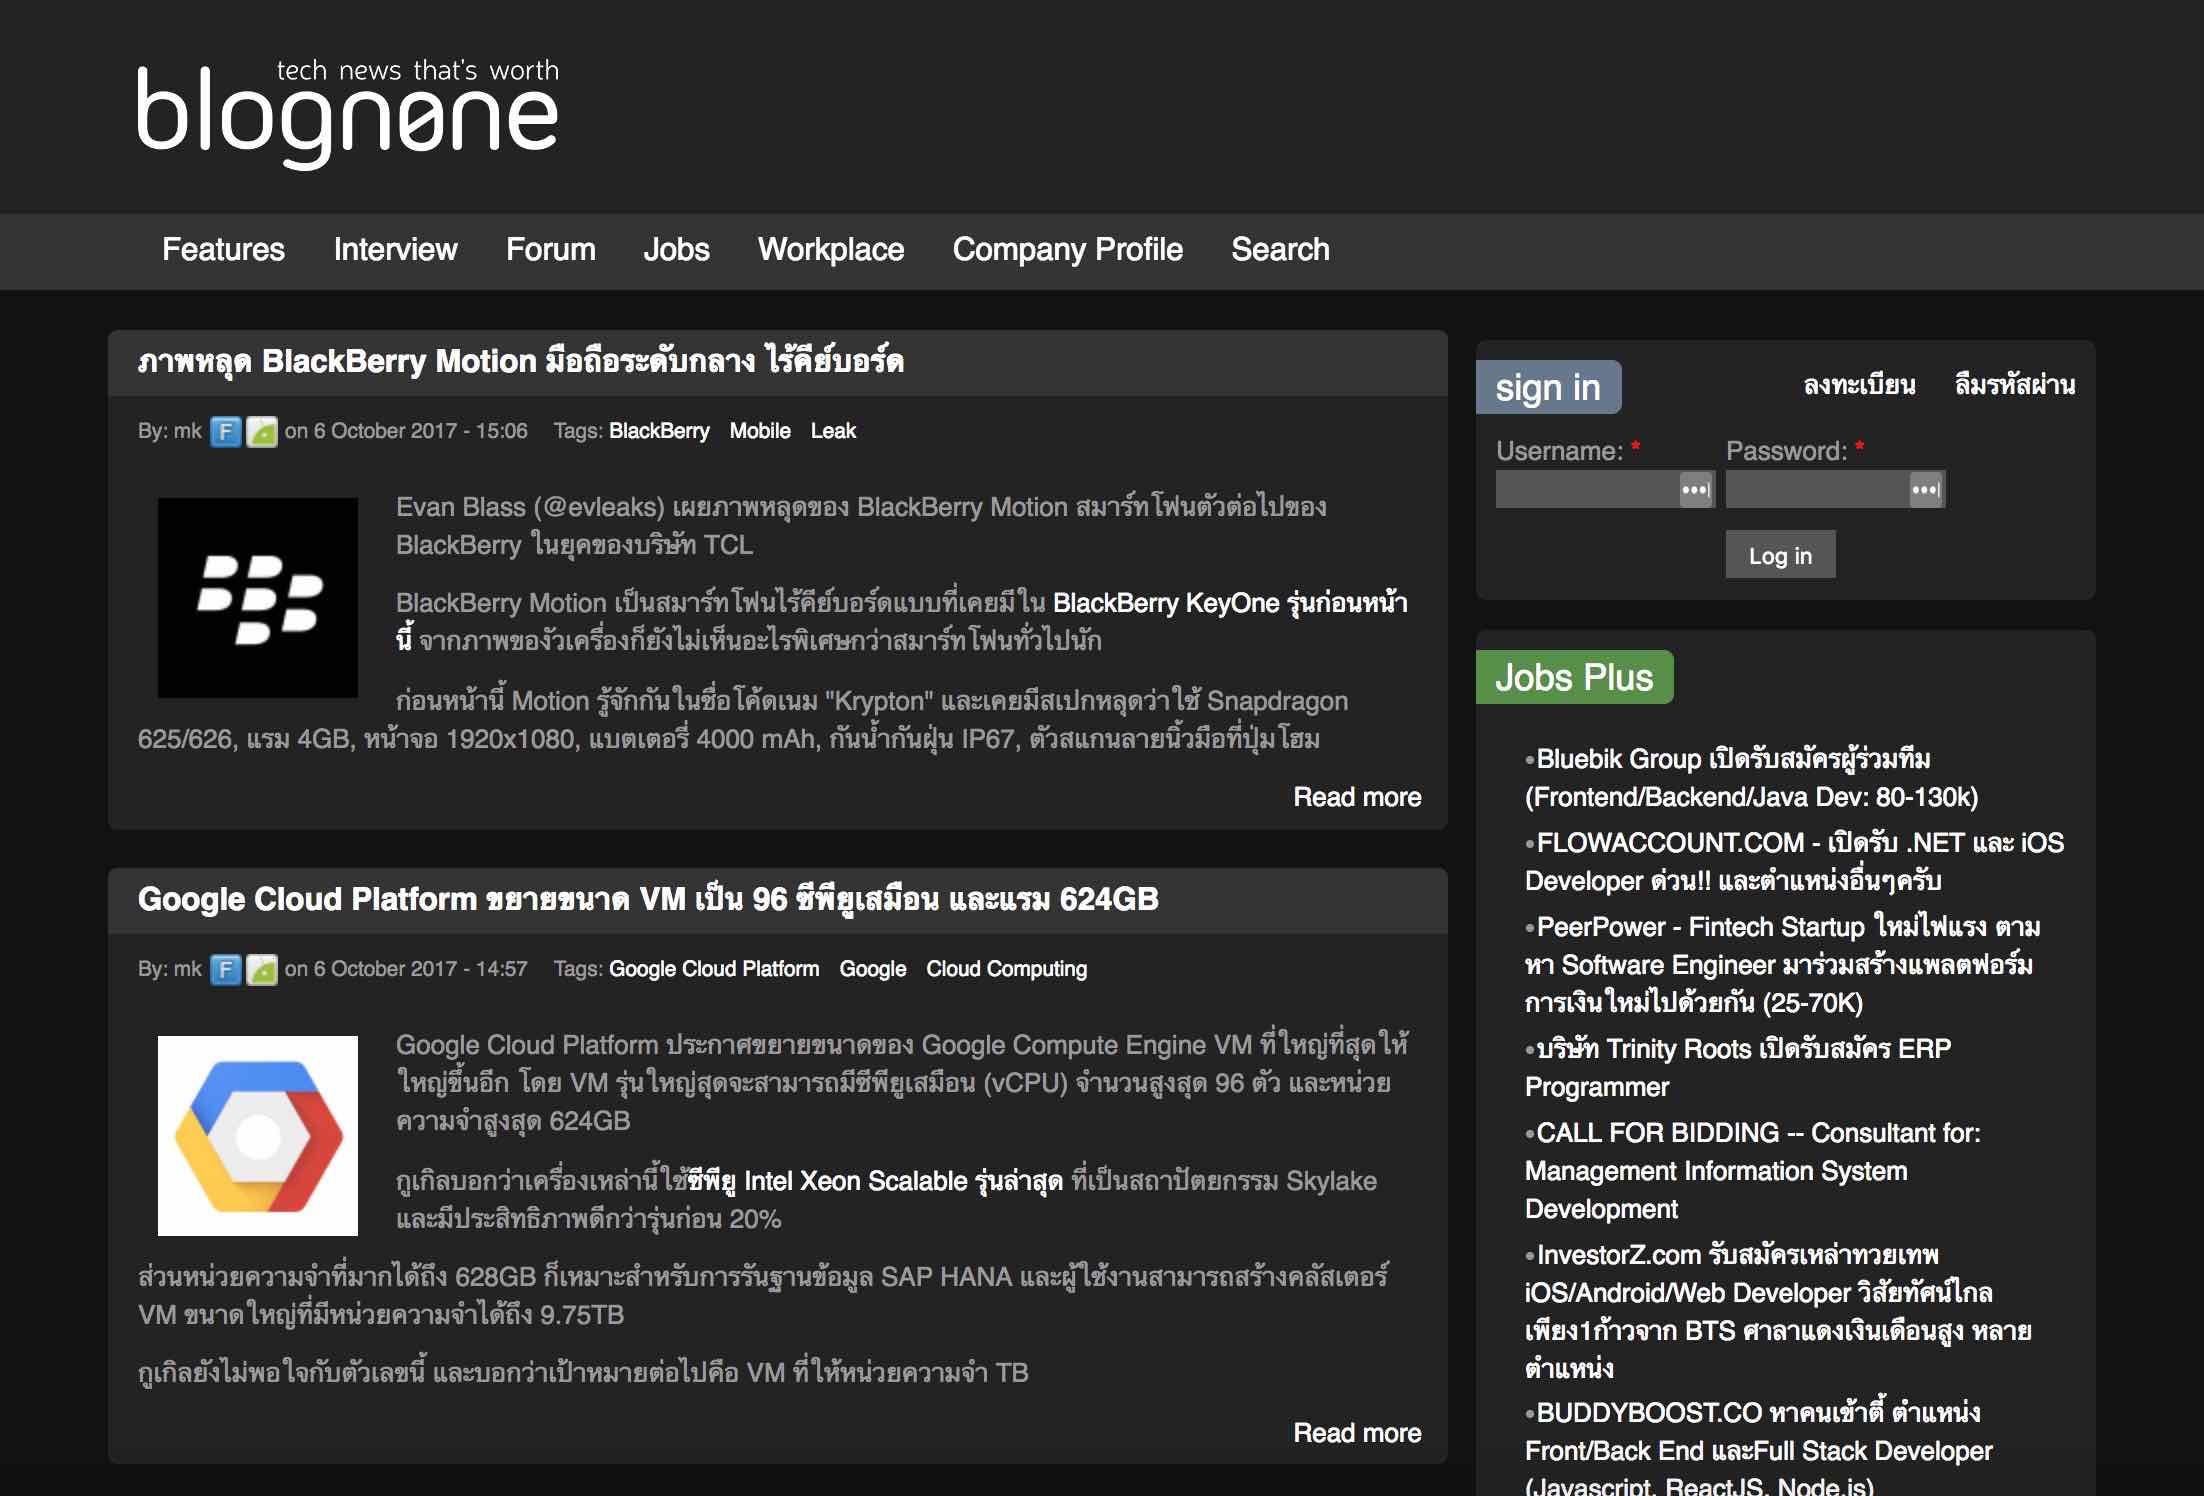 tech news that's worth
blognone
Features Interview Forum Jobs Workplace Company Profile Search
ภาพหลุด BlackBerry Motion มือถือระดับกลาง ไร้คีย์บอร์ด
By: mk F on 6 October 2017 - 15:06 Tags: BlackBerry Mobile Leak
Evan Blass (@evleaks) เผยภาพหลุดของ BlackBerry Motion สมาร์ทโฟนตัวต่อไปของ
BlackBerry ในยุคของบริษัท TCL
BlackBerry Motion เป็นสมาร์ทโฟนไร้คีย์บอร์ดแบบที่เคยมีใน BlackBerry KeyOne รุ่นก่อนหน้า
นี้ จากภาพของัวเครื่องก็ยังไม่เห็นอะไรพิเศษกว่าสมาร์ทโฟนทั่วไปนัก
ก่อนหน้านี้ Motion รู้จักกันในชื่อโค้ดเนม "Krypton" และเคยมีสเปกหลุดว่าใช้ Snapdragon
625/626, แรม 4GB, หน้าจอ 1920x1080, แบตเตอรี่ 4000 mAh, กันน้ำกันฝุ่น IP67, ตัวสแกนลายนิ้วมือที่ปุ่มโฮม
Read more
Google Cloud Platform ขยายขนาด VM เป็น 96 ซีพียูเสมือน และแรม 624GB
By: mk F on 6 October 2017 - 14:57 Tags: Google Cloud Platform Google Cloud Computing
Google Cloud Platform ประกาศขยายขนาดของ Google Compute Engine VM ที่ใหญ่ที่สุดให้
ใหญ่ขึ้นอีก โดย VM รุ่นใหญ่สุดจะสามารถมีซีพียูเสมือน (vCPU) จำนวนสูงสุด 96 ตัว และหน่วย
ความจำสูงสุด 624GB
กูเกิลบอกว่าเครื่องเหล่านี้ใช้ซีพียู Intel Xeon Scalable รุ่นล่าสุด ที่เป็นสถาปัตยกรรม Skylake
และมีประสิทธิภาพดีกว่ารุ่นก่อน 20%
ส่วนหน่วยความจำที่มากได้ถึง 628GB ก็เหมาะสำหรับการรันฐานข้อมูล SAP HANA และผู้ใช้งานสามารถสร้างคลัสเตอร์
VM ขนาดใหญ่ที่มีหน่วยความจำได้ถึง 9.75TB
กูเกิลยังไม่พอใจกับตัวเลขนี้ และบอกว่าเป้าหมายต่อไปคือ VM ที่ให้หน่วยความจำ TB
Read more
sign in ลงทะเบียน ลืมรหัสผ่าน
Username: * Password: *
Log in
Jobs Plus
•Bluebik Group เปิดรับสมัครผู้ร่วมทีม
(Frontend/Backend/Java Dev: 80-130k)
•FLOWACCOUNT.COM - เปิดรับ .NET และ iOS
Developer ด่วน!! และตำแหน่งอื่นๆครับ
•PeerPower - Fintech Startup ใหม่ไฟแรง ตาม
หา Software Engineer มาร่วมสร้างแพลตฟอร์ม
การเงินใหม่ไปด้วยกัน (25-70K)
•บริษัท Trinity Roots เปิดรับสมัคร ERP
Programmer
•CALL FOR BIDDING -- Consultant for:
Management Information System
Development
•InvestorZ.com รับสมัครเหล่าทวยเทพ
iOS/Android/Web Developer วิสัยทัศน์ไกล
เพียง1ก้าวจาก BTS ศาลาแดงเงินเดือนสูง หลาย
ตำแหน่ง
•BUDDYBOOST.CO หาคนเข้าตี้ ตำแหน่ง
Front/Back End และFull Stack Developer
(Javascript, ReactJS, Node.js)